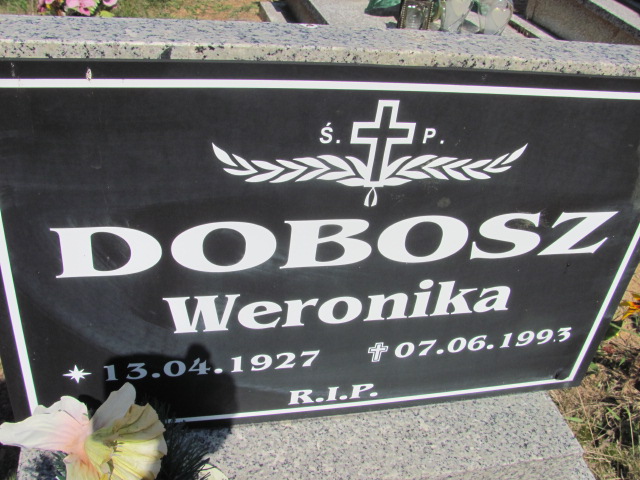 Ś. P.
DOBOSZ
Weronika
13.04.1927 07.06.1993
R.I.P.